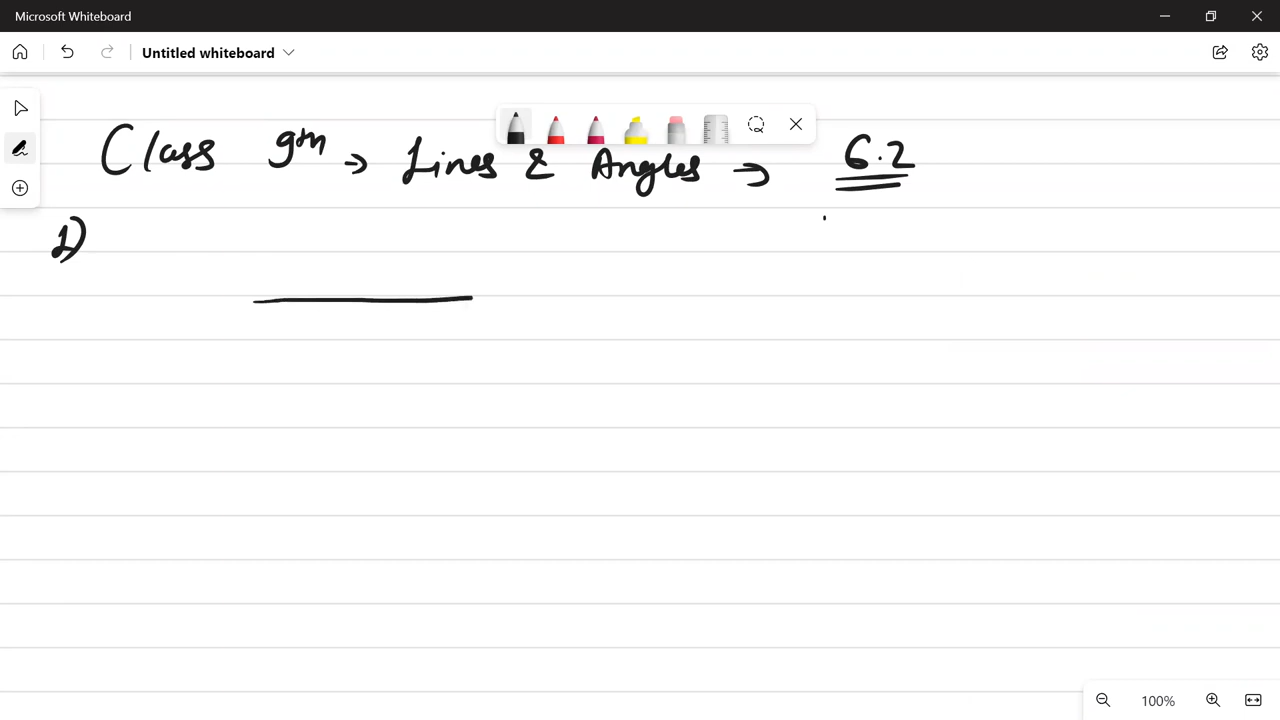 Microsoft Whiteboard
Untitled whiteboard
Class 9th → Lines & Angles → 6.2
1)
100%